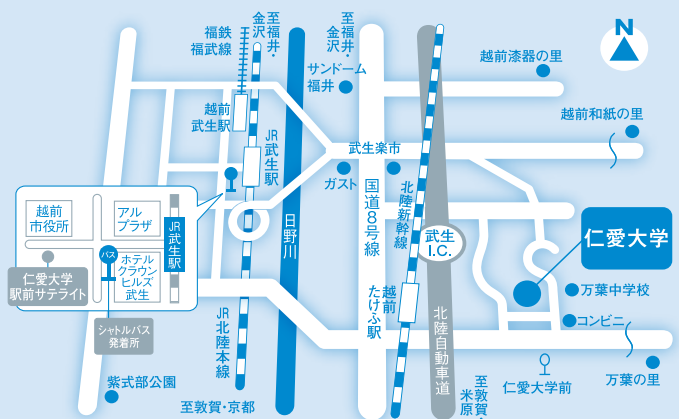 福鉄
福武線
至福井・
金沢
至福井・
金沢
N
サンドーム
福井
越前漆器の里
越前和紙の里
越前
武生駅
JR武生駅
武生楽市
ガスト
国道8号線
北陸新幹線
日野川
武生
I.C.
仁愛大学
越前
市役所
アル
プラザ
JR武生駅
バス
ホテル
クラウン
ヒルズ
武生
仁愛大学
駅前サテライト
シャトルバス
発着所
越前
たけふ駅
万葉中学校
コンビニ
JR北陸本線
北陸自動車道
紫式部公園
至敦賀・京都
至敦賀・
米原
仁愛大学前
万葉の里